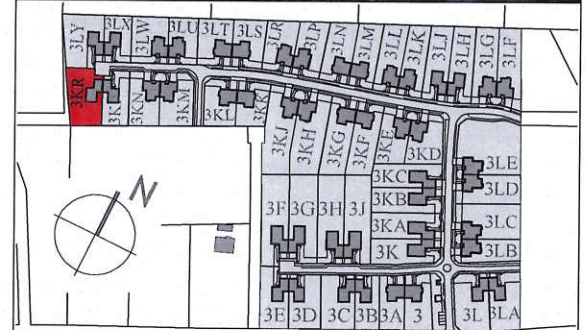 3LY 3LX 3LW 3LU 3LT 3LS 3LR 3LP 3LN 3LM 3LL 3LK 3LJ 3LH 3LG 3LF
3KR 3KN 3KM 3KL 3KK 3KJ 3KH 3KG 3KF 3KE 3KD
3LE
3KC
3LD
3KB
3F 3G 3H 3J
3KA 3LC
3K 3LB
N
3E 3D 3C 3B 3A 3 3L 3LA